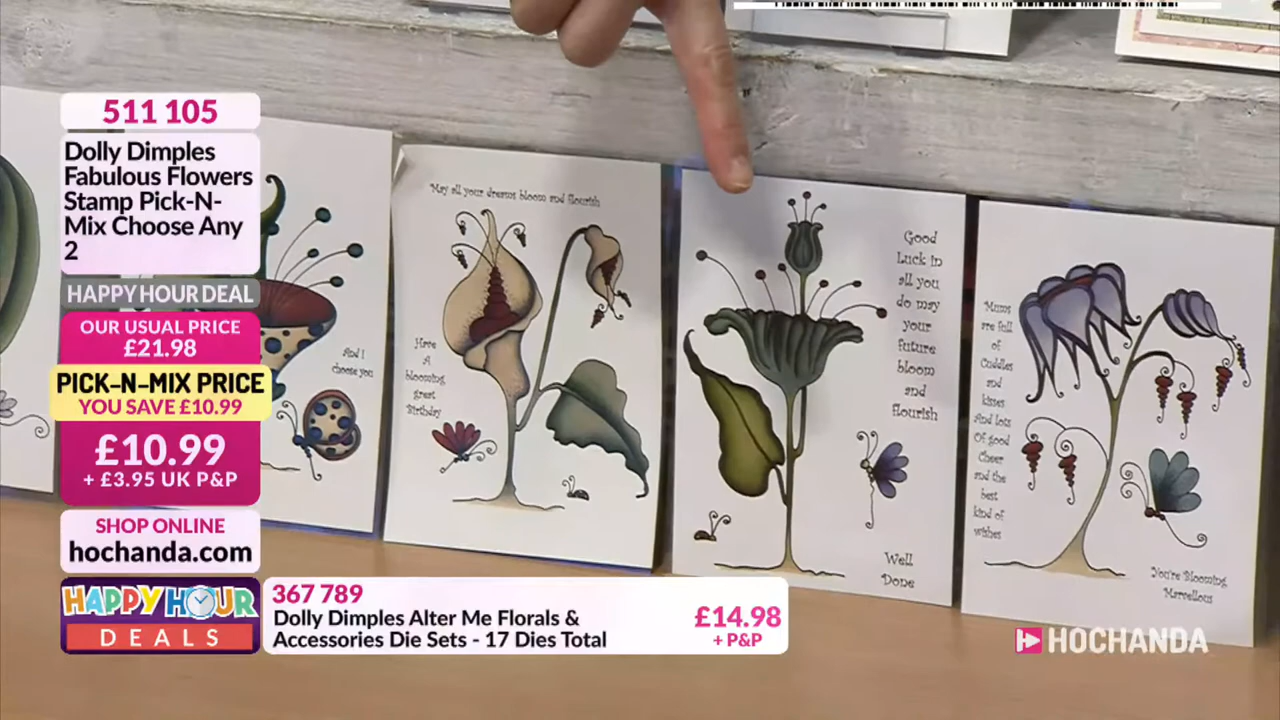 511 105
Dolly Dimples
Fabulous Flowers
Stamp Pick-N-
Mix Choose Any
2
HAPPY HOUR DEAL
OUR USUAL PRICE
£21.98
PICK-N-MIX PRICE
YOU SAVE £10.99
£10.99
+ £3.95 UK P&P
SHOP ONLINE
hochanda.com
HAPPY HOUR
DEALS
367 789
Dolly Dimples Alter Me Florals &
Accessories Die Sets - 17 Dies Total
£14.98
+ P&P
And I
choose you
May all your dreams bloom and flourish
Have
A
blooming
great
Birthday
Good
Luck in
all you
do may
your
future
bloom
and
flourish
Well
Done
Mums
are full
of
Cuddles
and
kisses
And lots
Of good
Cheer
and the
best
kind of
wishes
You're Blooming
Marvellous
HOCHANDA